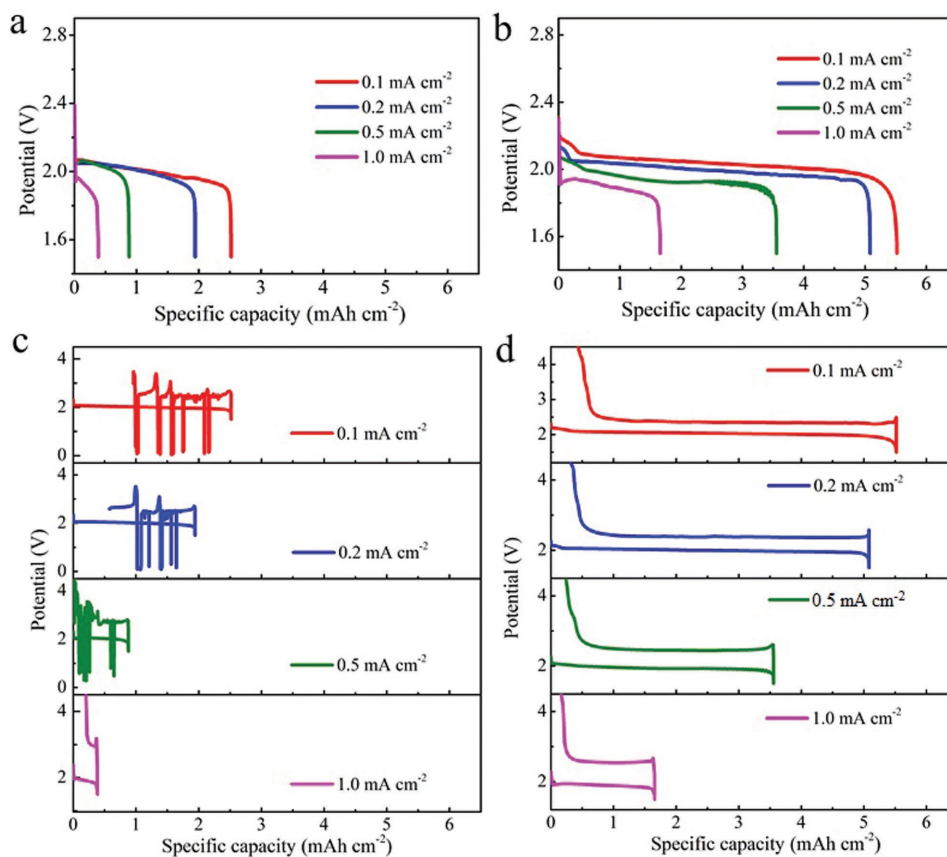 a
2.8
2.4
2.0
1.6
Potential (V)
0.1 mA cm⁻²
0.2 mA cm⁻²
0.5 mA cm⁻²
1.0 mA cm⁻²
0 1 2 3 4 5 6
Specific capacity (mAh cm⁻²)
b
2.8
2.4
2.0
1.6
Potential (V)
0.1 mA cm⁻²
0.2 mA cm⁻²
0.5 mA cm⁻²
1.0 mA cm⁻²
0 1 2 3 4 5 6
Specific capacity (mAh cm⁻²)
c
Potential (V)
4
2
0
0.1 mA cm⁻²
4
2
0
0.2 mA cm⁻²
4
2
0
0.5 mA cm⁻²
4
2
1.0 mA cm⁻²
0 1 2 3 4 5 6
Specific capacity (mAh cm⁻²)
d
Potential (V)
4
3
2
0.1 mA cm⁻²
4
2
0.2 mA cm⁻²
4
2
0.5 mA cm⁻²
4
2
1.0 mA cm⁻²
0 1 2 3 4 5 6
Specific capacity (mAh cm⁻²)